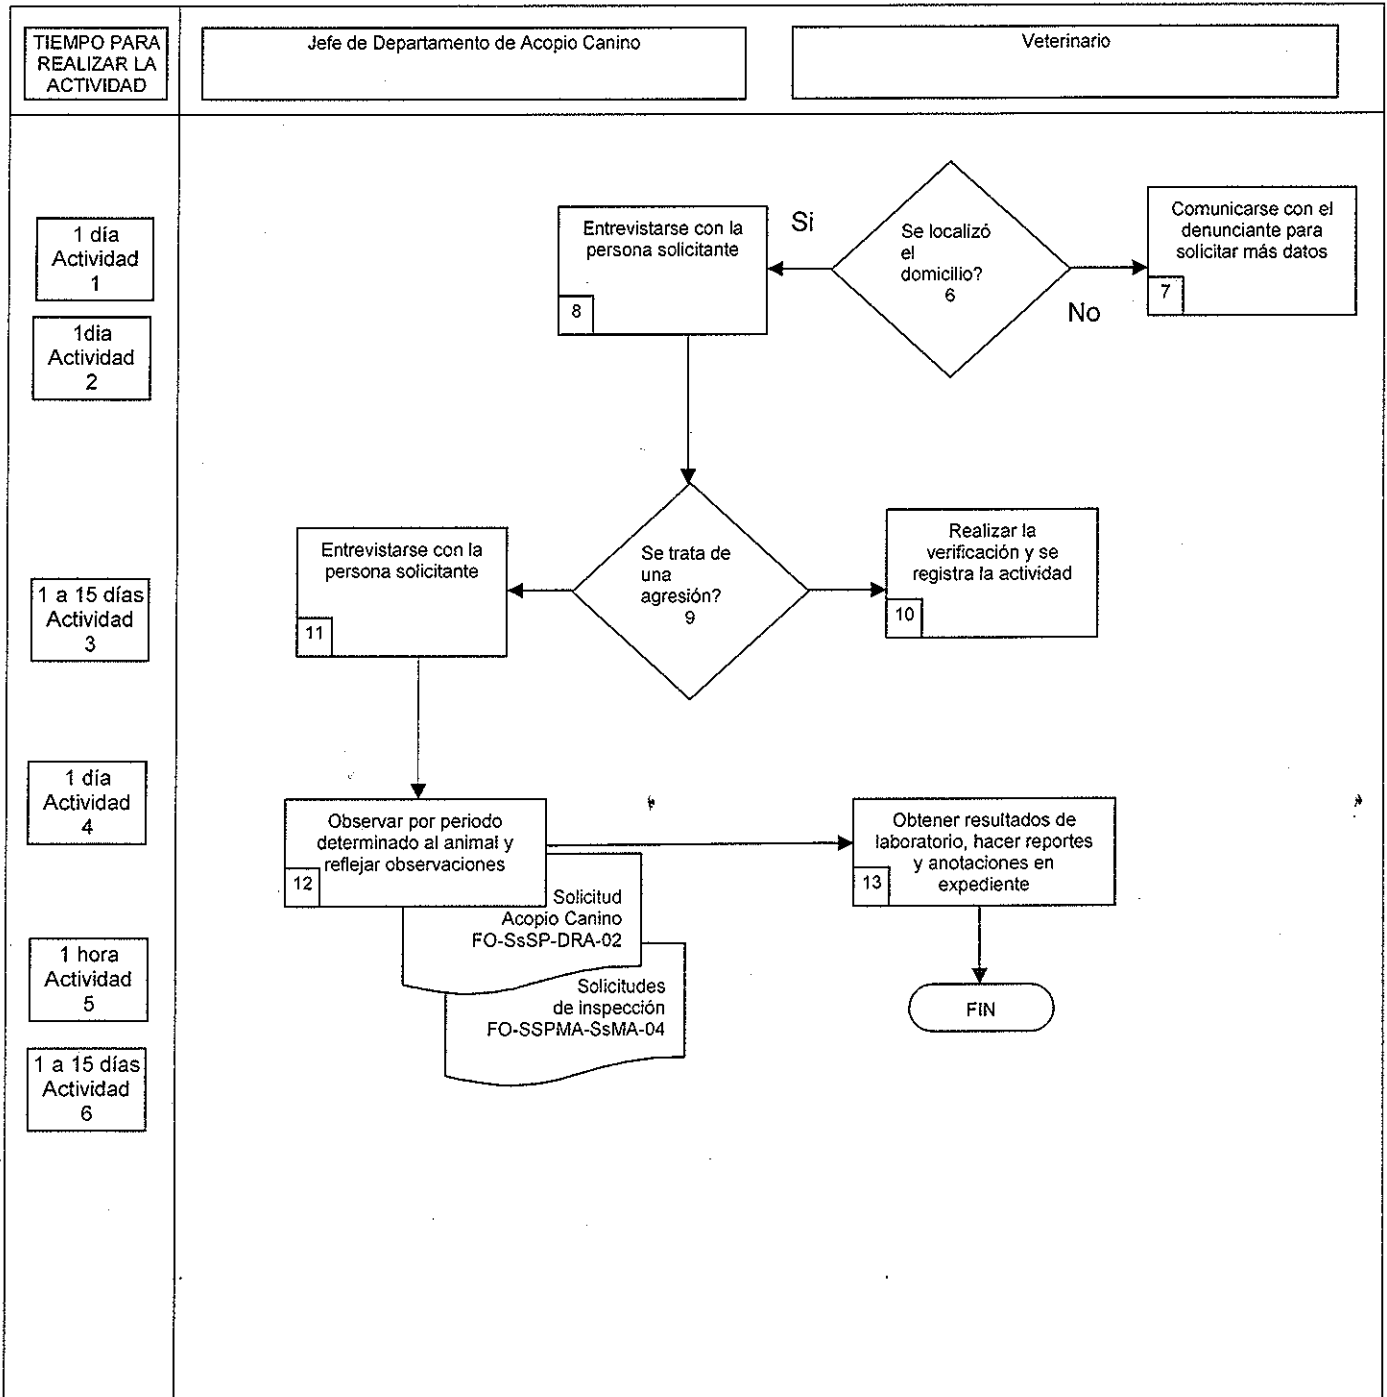 TIEMPO PARA
REALIZAR LA
ACTIVIDAD
Jefe de Departamento de Acopio Canino
Veterinario
1 día
Actividad
1
1dia
Actividad
2
1 a 15 días
Actividad
3
1 día
Actividad
4
1 hora
Actividad
5
1 a 15 días
Actividad
6
Entrevistarse con la
persona solicitante
8
Si
Se localizó
el
domicilio?
6
No
Comunicarse con el
denunciante para
solicitar más datos
7
Entrevistarse con la
persona solicitante
11
Se trata de
una
agresión?
9
Realizar la
verificación y se
registra la actividad
10
Observar por periodo
determinado al animal y
reflejar observaciones
12
Solicitud
Acopio Canino
FO-SsSP-DRA-02
Solicitudes
de inspección
FO-SSPMA-SsMA-04
Obtener resultados de
laboratorio, hacer reportes
y anotaciones en
expediente
13
FIN